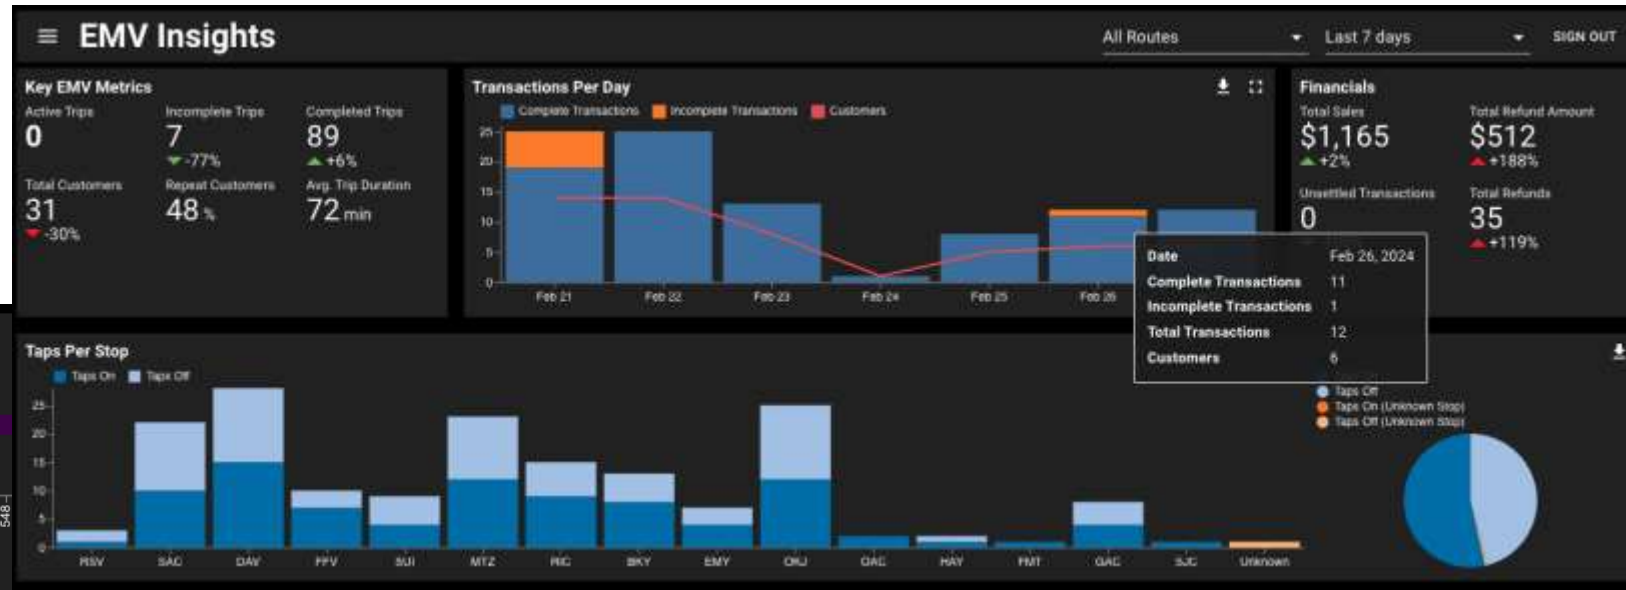 EMV Insights
All Routes
Last 7 days
SIGN OUT
Key EMV Metrics
Active Trips
0
Incomplete Trips
7
-77%
Completed Trips
89
+6%
Total Customers
31
-30%
Repeat Customers
48 %
Avg. Trip Duration
72 min
Transactions Per Day
Complete Transactions
Incomplete Transactions
Customers
25
20
15
10
5
0
Feb 21
Feb 22
Feb 23
Feb 24
Feb 25
Feb 26
Date Feb 26, 2024
Complete Transactions 11
Incomplete Transactions 1
Total Transactions 12
Customers 6
Financials
Total Sales
$1,165
+2%
Total Refund Amount
$512
+188%
Unsettled Transactions
0
Total Refunds
35
+119%
Taps Per Stop
Taps On
Taps Off
25
20
15
10
5
0
RSV
SAC
DAV
FFV
SUI
MTZ
RIC
BKY
EMY
OKJ
OAC
HAY
FMT
GAC
SJC
Unknown
Taps Off
Taps On (Unknown Stop)
Taps Off (Unknown Stop)
548